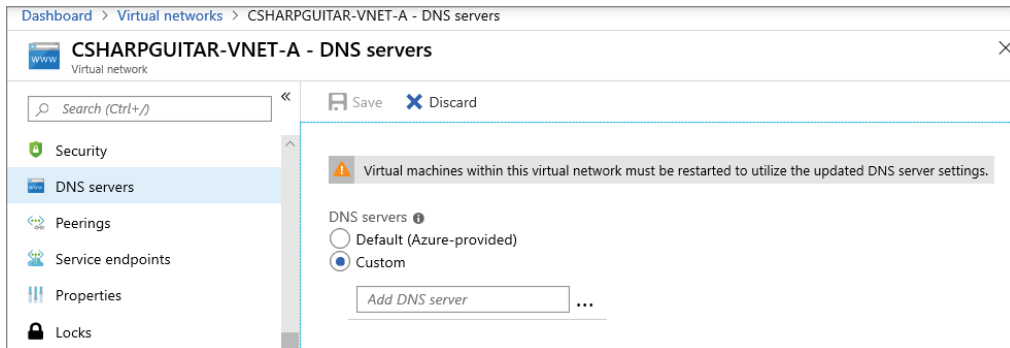 Dashboard > Virtual networks > CSHARPGUITAR-VNET-A - DNS servers
CSHARPGUITAR-VNET-A - DNS servers
www
Virtual network
Search (Ctrl+/)
«
Save
Discard
Security
Virtual machines within this virtual network must be restarted to utilize the updated DNS server settings.
www
DNS servers
Peerings
Service endpoints
Properties
Locks
DNS servers
Default (Azure-provided)
Custom
Add DNS server
...